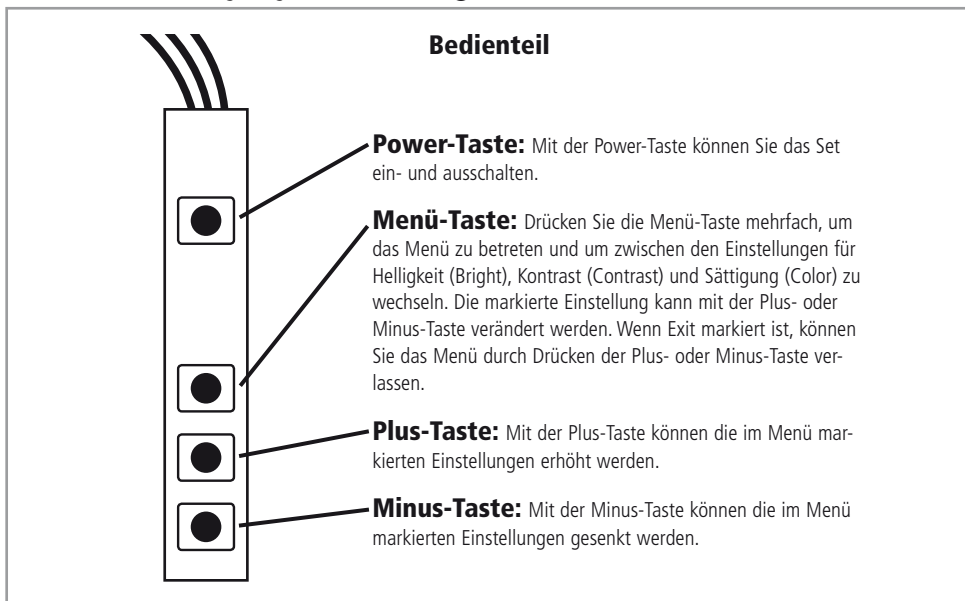 Bedienteil
Power-Taste: Mit der Power-Taste können Sie das Set
ein- und ausschalten.
Menü-Taste: Drücken Sie die Menü-Taste mehrfach, um
das Menü zu betreten und um zwischen den Einstellungen für
Helligkeit (Bright), Kontrast (Contrast) und Sättigung (Color) zu
wechseln. Die markierte Einstellung kann mit der Plus- oder
Minus-Taste verändert werden. Wenn Exit markiert ist, können
Sie das Menü durch Drücken der Plus- oder Minus-Taste ver-
lassen.
Plus-Taste: Mit der Plus-Taste können die im Menü mar-
kierten Einstellungen erhöht werden.
Minus-Taste: Mit der Minus-Taste können die im Menü
markierten Einstellungen gesenkt werden.